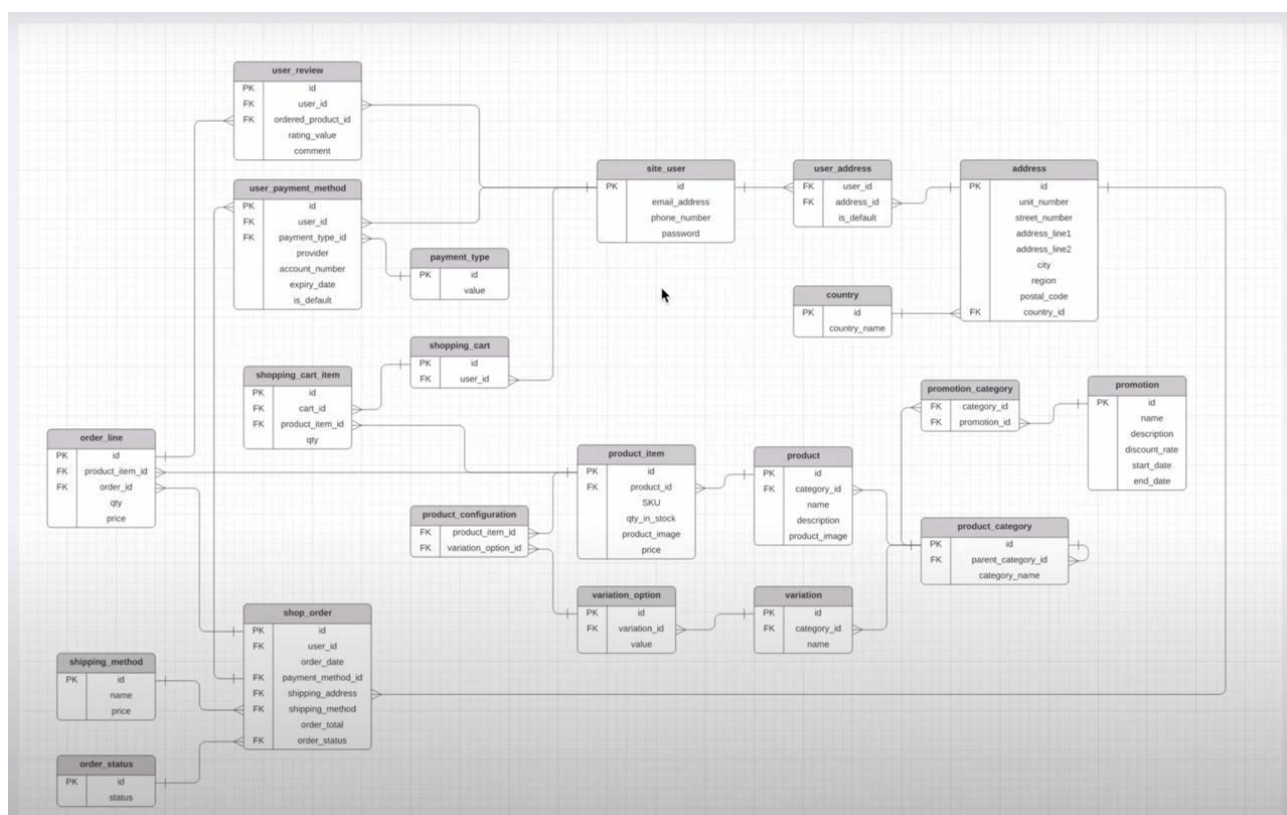 user_review
PK id
FK user_id
FK ordered_product_id
rating_value
comment
user_payment_method
PK id
FK user_id
FK payment_type_id
provider
account_number
expiry_date
is_default
payment_type
PK id
value
site_user
PK id
email_address
phone_number
password
user_address
FK user_id
FK address_id
is_default
address
PK id
unit_number
street_number
address_line1
address_line2
city
region
postal_code
FK country_id
country
PK id
country_name
shopping_cart
PK id
FK user_id
shopping_cart_item
PK id
FK cart_id
FK product_item_id
qty
order_line
PK id
FK product_item_id
FK order_id
qty
price
product_item
PK id
FK product_id
SKU
qty_in_stock
product_image
price
product
PK id
FK category_id
name
description
product_image
promotion_category
FK category_id
FK promotion_id
promotion
PK id
name
description
discount_rate
start_date
end_date
product_configuration
FK product_item_id
FK variation_option_id
product_category
PK id
FK parent_category_id
category_name
variation_option
PK id
FK variation_id
value
variation
PK id
FK category_id
name
shop_order
PK id
FK user_id
order_date
FK payment_method_id
FK shipping_address
FK shipping_method
order_total
FK order_status
shipping_method
PK id
name
price
order_status
PK id
status